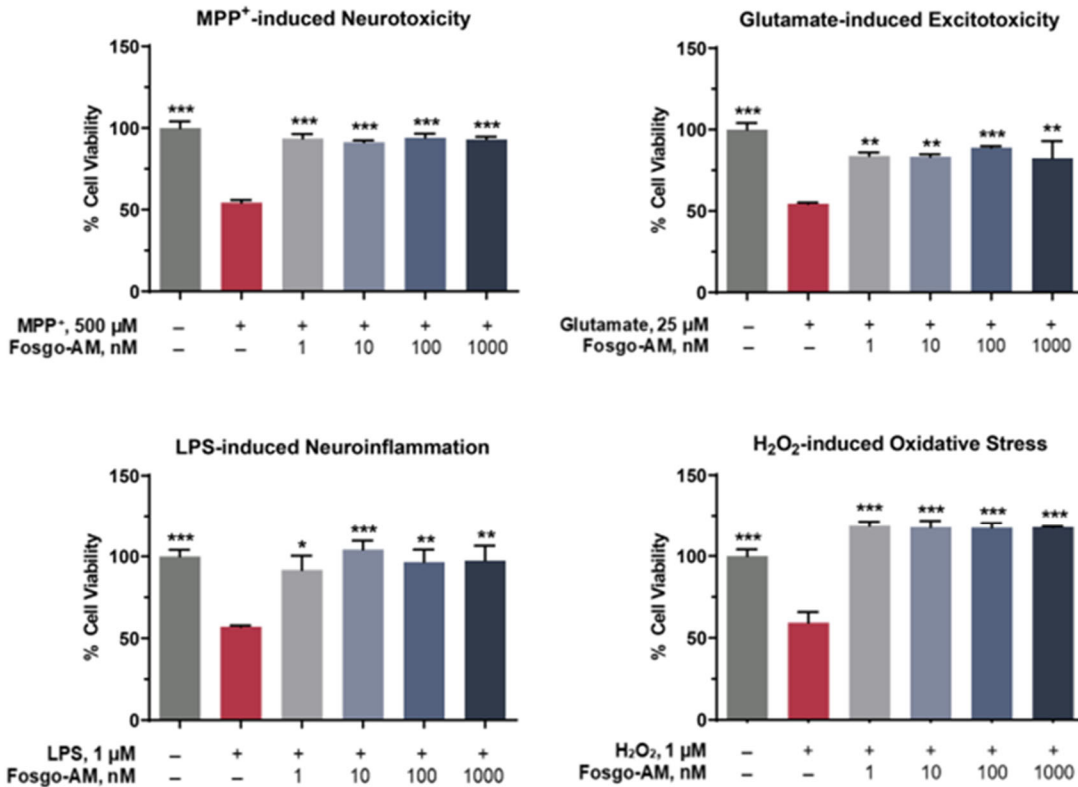 MPP⁺-induced Neurotoxicity
150
100
50
0
% Cell Viability
*** *** *** *** ***
MPP⁺, 500 µM – + + + + +
Fosgo-AM, nM – – 1 10 100 1000
Glutamate-induced Excitotoxicity
150
100
50
0
% Cell Viability
*** ** ** *** **
Glutamate, 25 µM – + + + + +
Fosgo-AM, nM – – 1 10 100 1000
LPS-induced Neuroinflammation
150
100
50
0
% Cell Viability
*** * *** ** **
LPS, 1 µM – + + + + +
Fosgo-AM, nM – – 1 10 100 1000
H₂O₂-induced Oxidative Stress
150
100
50
0
% Cell Viability
*** *** *** *** ***
H₂O₂, 1 µM – + + + + +
Fosgo-AM, nM – – 1 10 100 1000